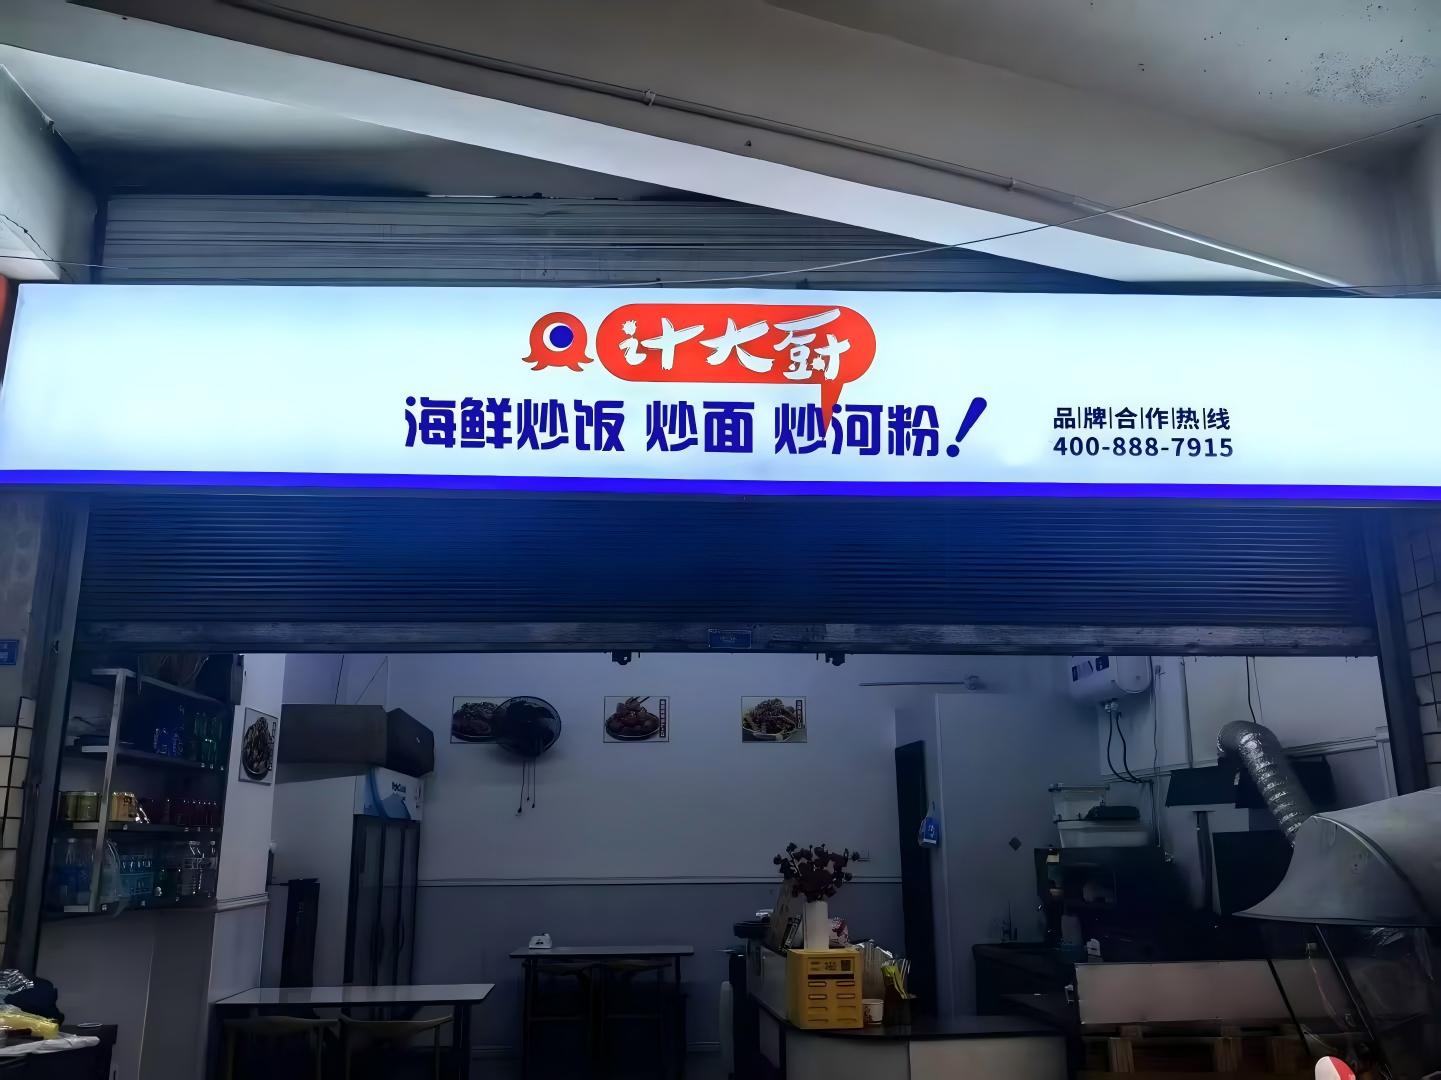 计大厨
海鲜炒饭 炒面 炒河粉!
品|牌|合|作|热|线
400-888-7915